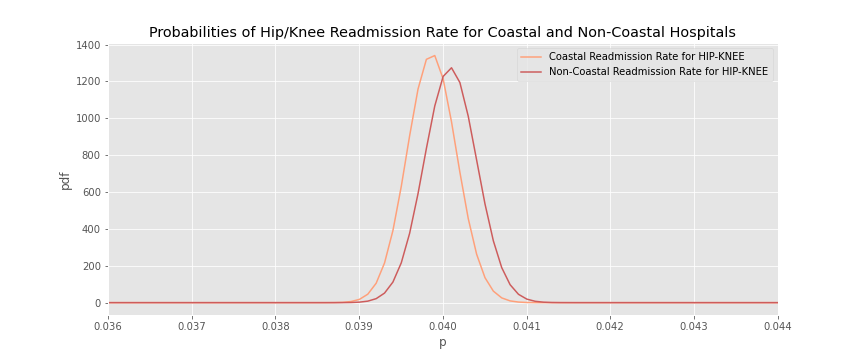 Probabilities of Hip/Knee Readmission Rate for Coastal and Non-Coastal Hospitals
1400
1200
1000
800
600
400
200
0
pdf
Coastal Readmission Rate for HIP-KNEE
Non-Coastal Readmission Rate for HIP-KNEE
0.036 0.037 0.038 0.039 0.040 0.041 0.042 0.043 0.044
p